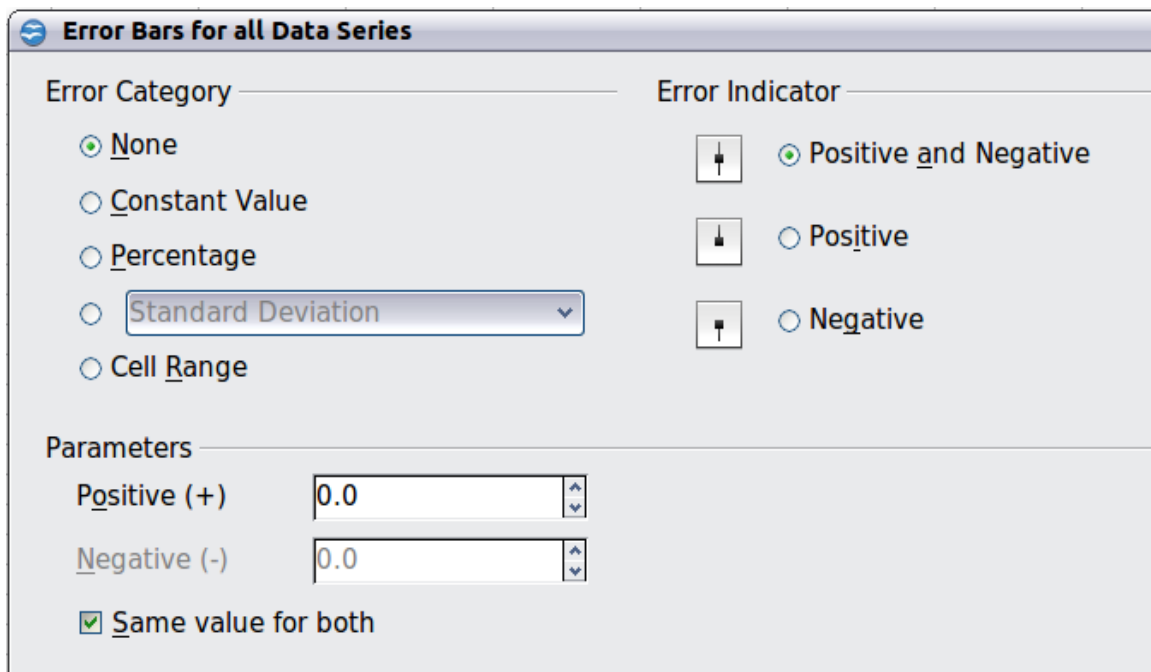 Error Bars for all Data Series
Error Category
None
Constant Value
Percentage
Standard Deviation
Cell Range
Error Indicator
Positive and Negative
Positive
Negative
Parameters
Positive (+) 0.0
Negative (-) 0.0
Same value for both